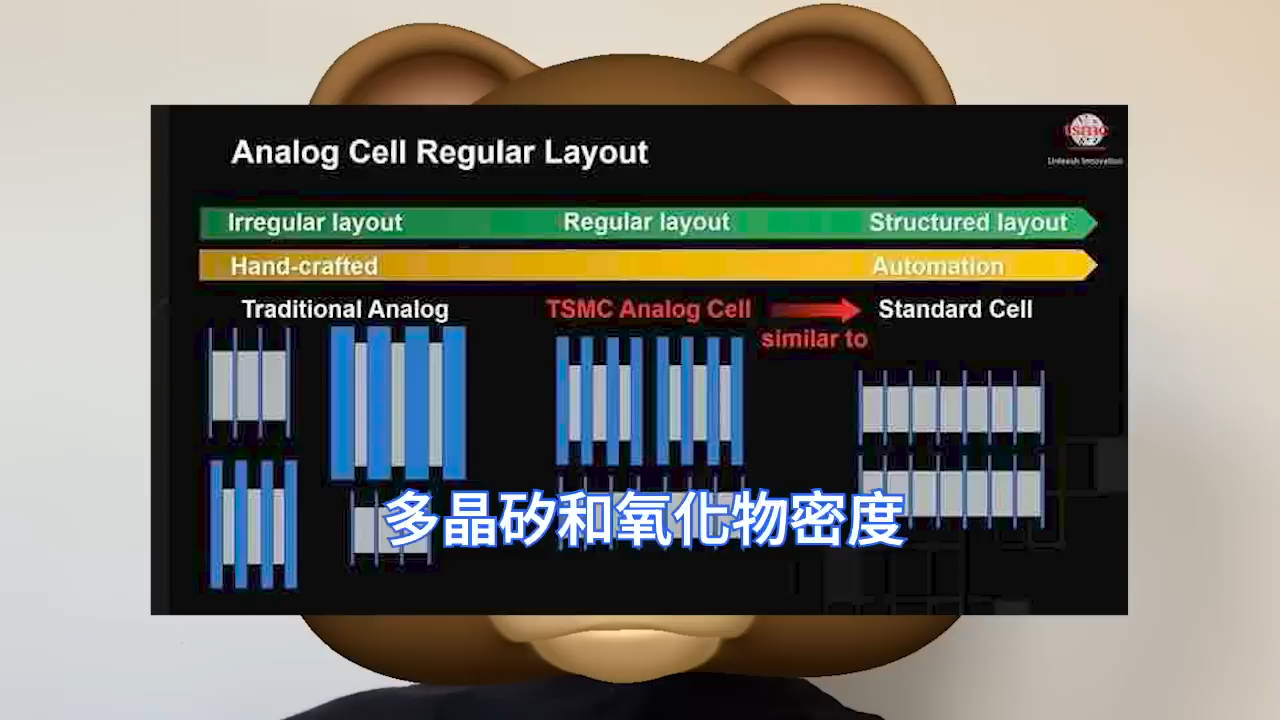 Analog Cell Regular Layout
Unleash Innovation
Irregular layout
Regular layout
Structured layout
Hand-crafted
Automation
Traditional Analog
TSMC Analog Cell
Standard Cell
similar to
多晶矽和氧化物密度